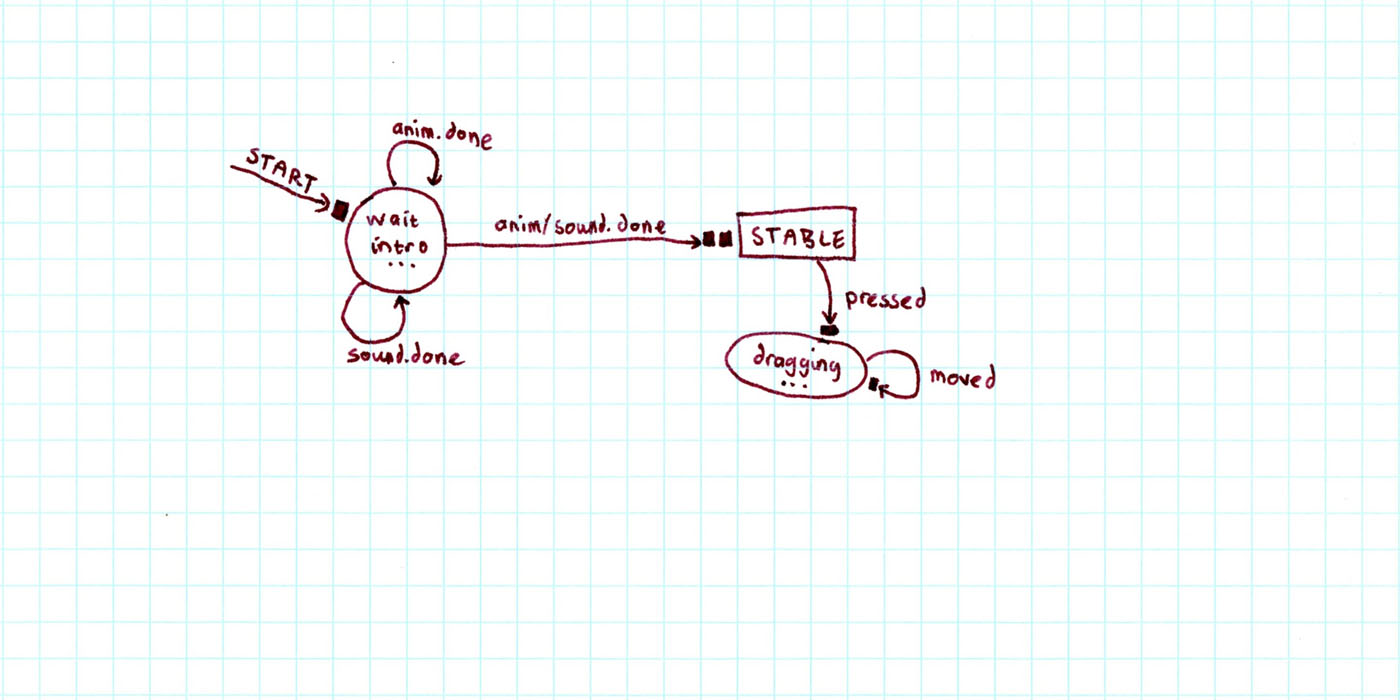 anim.done
START
wait
intro
...
anim/sound.done
STABLE
pressed
sound.done
dragging
...
moved